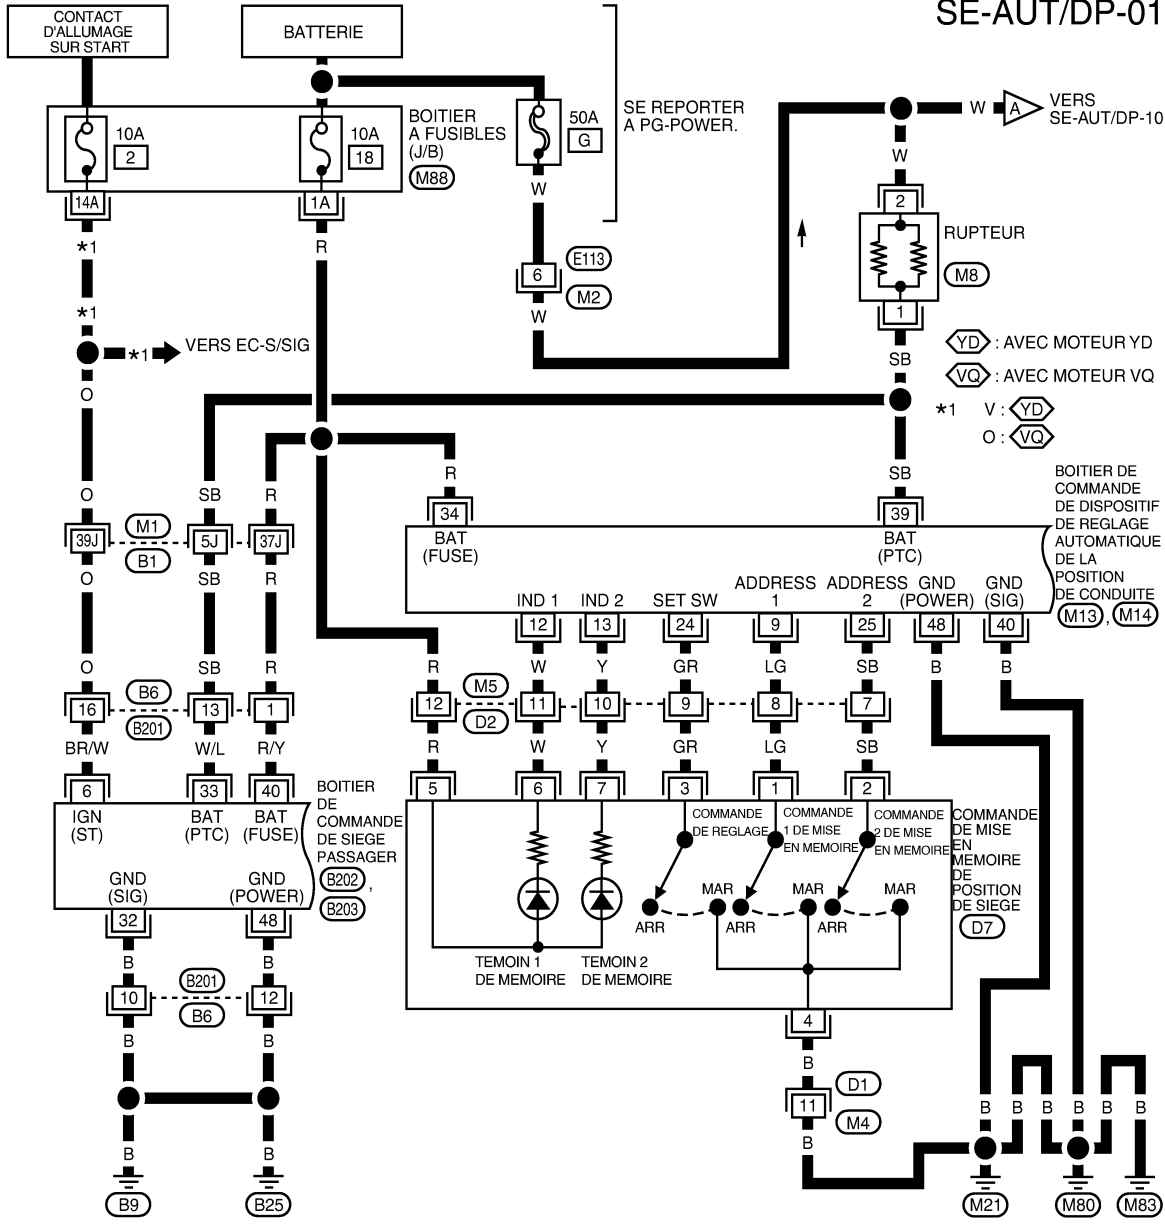 SE-AUT/DP-01
CONTACT
D'ALLUMAGE
SUR START
BATTERIE
10A
2
10A
18
BOITIER
A FUSIBLES
(J/B)
M88
50A
G
SE REPORTER
A PG-POWER.
W
A
VERS
SE-AUT/DP-10
14A
1A
W
W
2
*1
R
RUPTEUR
E113
6
M8
M2
*1
W
1
*1
VERS EC-S/SIG
SB
YD : AVEC MOTEUR YD
VQ : AVEC MOTEUR VQ
O
*1 V : YD
O : VQ
R
SB
O
SB
R
34
39
BOITIER DE
COMMANDE
DE DISPOSITIF
DE REGLAGE
AUTOMATIQUE
DE LA
POSITION
DE CONDUITE
M13 , M14
39J
M1
B1
5J
37J
BAT
(FUSE)
BAT
(PTC)
O
SB
R
IND 1
IND 2
SET SW
ADDRESS
1
ADDRESS
2
GND
(POWER)
GND
(SIG)
12
13
24
9
25
48
40
O
SB
R
R
W
Y
GR
LG
SB
B
B
16
B6
B201
13
1
12
M5
D2
11
10
9
8
7
BR/W
W/L
R/Y
R
W
Y
GR
LG
SB
6
33
40
5
6
7
3
1
2
IGN
(ST)
BAT
(PTC)
BAT
(FUSE)
BOITIER
DE
COMMANDE
DE SIEGE
PASSAGER
B202 ,
B203
GND
(SIG)
GND
(POWER)
COMMANDE
DE REGLAGE
COMMANDE
1 DE MISE
EN MEMOIRE
COMMANDE
2 DE MISE
EN MEMOIRE
COMMANDE
DE MISE
EN
MEMOIRE
DE
POSITION
DE SIEGE
D7
MAR
MAR
MAR
ARR
ARR
ARR
TEMOIN 1
DE MEMOIRE
TEMOIN 2
DE MEMOIRE
32
48
B
B
10
B201
B6
12
4
B
B
B
D1
11
M4
B
B
B
B
B
B
B
B
B
B9
B25
M21
M80
M83